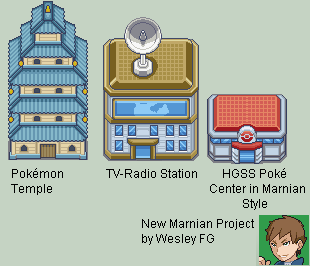 Pokémon
Temple
TV-Radio Station
HGSS Poké
Center in Marnian
Style
New Marnian Project
by Wesley FG